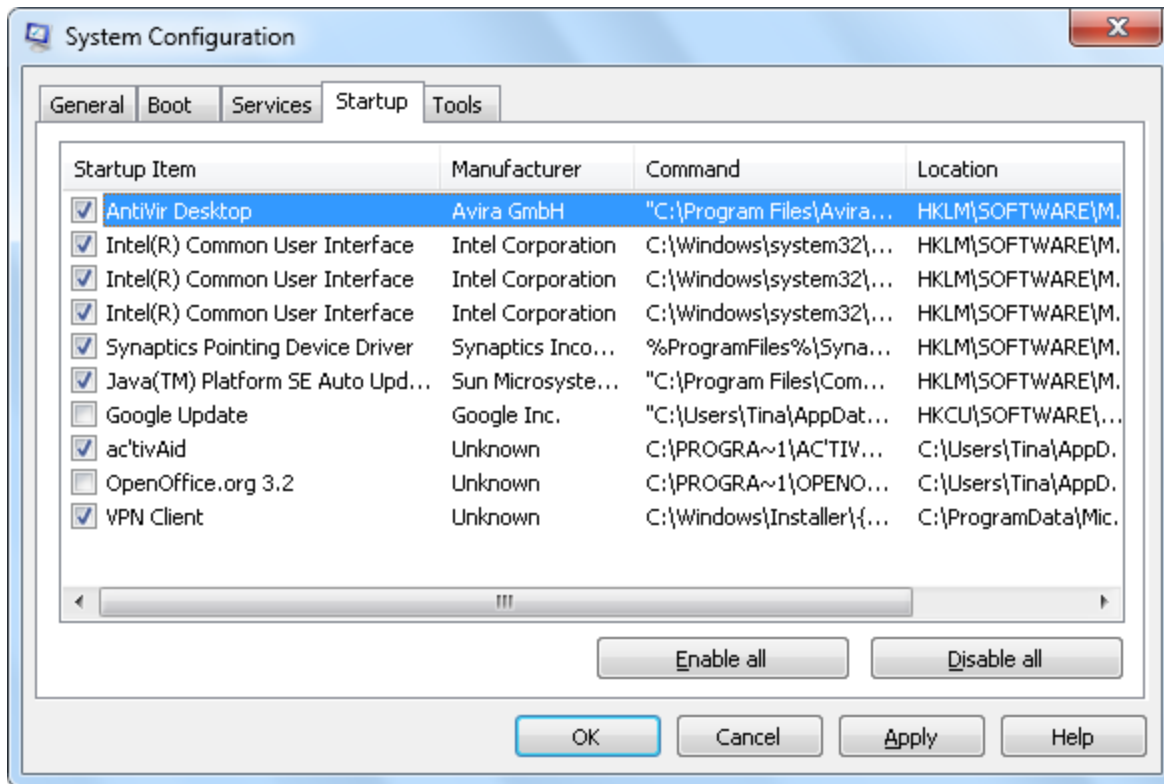 System Configuration
General Boot Services Startup Tools
Startup Item Manufacturer Command Location
AntiVir Desktop Avira GmbH "C:\Program Files\Avira... HKLM\SOFTWARE\M.
Intel(R) Common User Interface Intel Corporation C:\Windows\system32\... HKLM\SOFTWARE\M.
Intel(R) Common User Interface Intel Corporation C:\Windows\system32\... HKLM\SOFTWARE\M.
Intel(R) Common User Interface Intel Corporation C:\Windows\system32\... HKLM\SOFTWARE\M.
Synaptics Pointing Device Driver Synaptics Inco... %ProgramFiles%\Syna... HKLM\SOFTWARE\M.
Java(TM) Platform SE Auto Upd... Sun Microsyste... "C:\Program Files\Com... HKLM\SOFTWARE\M.
Google Update Google Inc. "C:\Users\Tina\AppDat... HKCU\SOFTWARE\...
ac'tivAid Unknown C:\PROGRA~1\AC'TIV... C:\Users\Tina\AppD.
OpenOffice.org 3.2 Unknown C:\PROGRA~1\OPENO... C:\Users\Tina\AppD.
VPN Client Unknown C:\Windows\Installer\{... C:\ProgramData\Mic.
Enable all Disable all
OK Cancel Apply Help